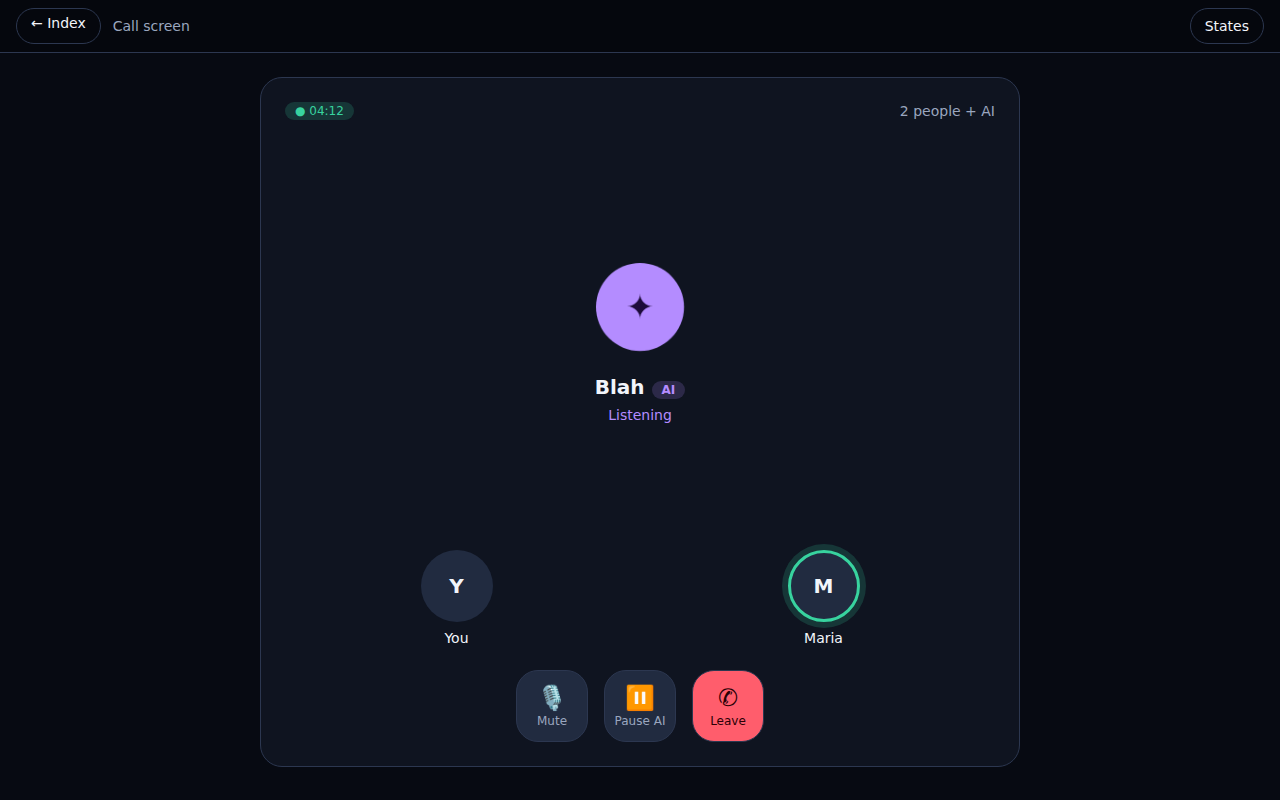 ← Index
Call screen
States
04:12
2 people + AI
Blah AI
Listening
Y
You
M
Maria
Mute
Pause AI
Leave